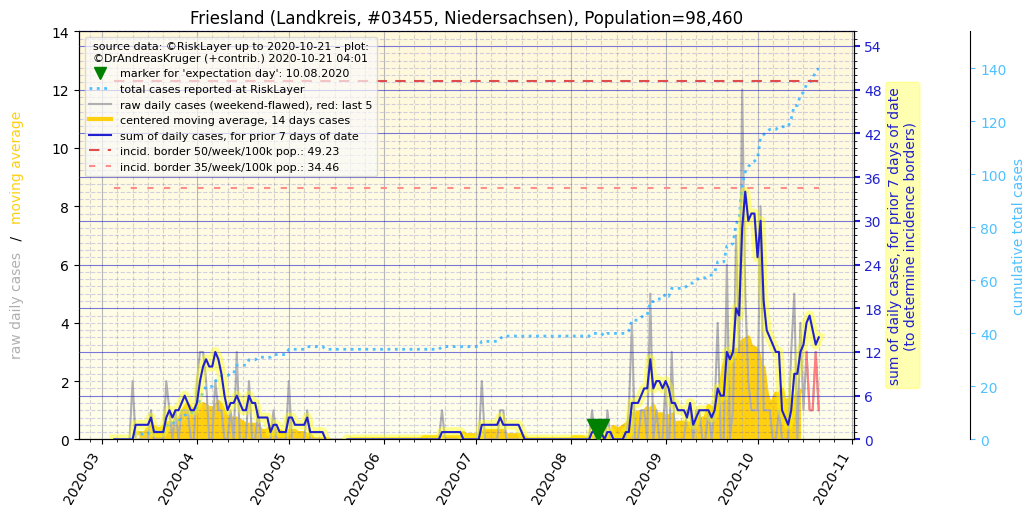 Friesland (Landkreis, #03455, Niedersachsen), Population=98,460
source data: ©RiskLayer up to 2020-10-21 – plot:
©DrAndreasKruger (+contrib.) 2020-10-21 04:01
marker for 'expectation day': 10.08.2020
total cases reported at RiskLayer
raw daily cases (weekend-flawed), red: last 5
centered moving average, 14 days cases
sum of daily cases, for prior 7 days of date
incid. border 50/week/100k pop.: 49.23
incid. border 35/week/100k pop.: 34.46
raw daily cases / moving average
14
12
10
8
6
4
2
0
2020-03
2020-04
2020-05
2020-06
2020-07
2020-08
2020-09
2020-10
2020-11
54
48
42
36
30
24
18
12
6
0
sum of daily cases, for prior 7 days of date
(to determine incidence borders)
140
120
100
80
60
40
20
0
cumulative total cases